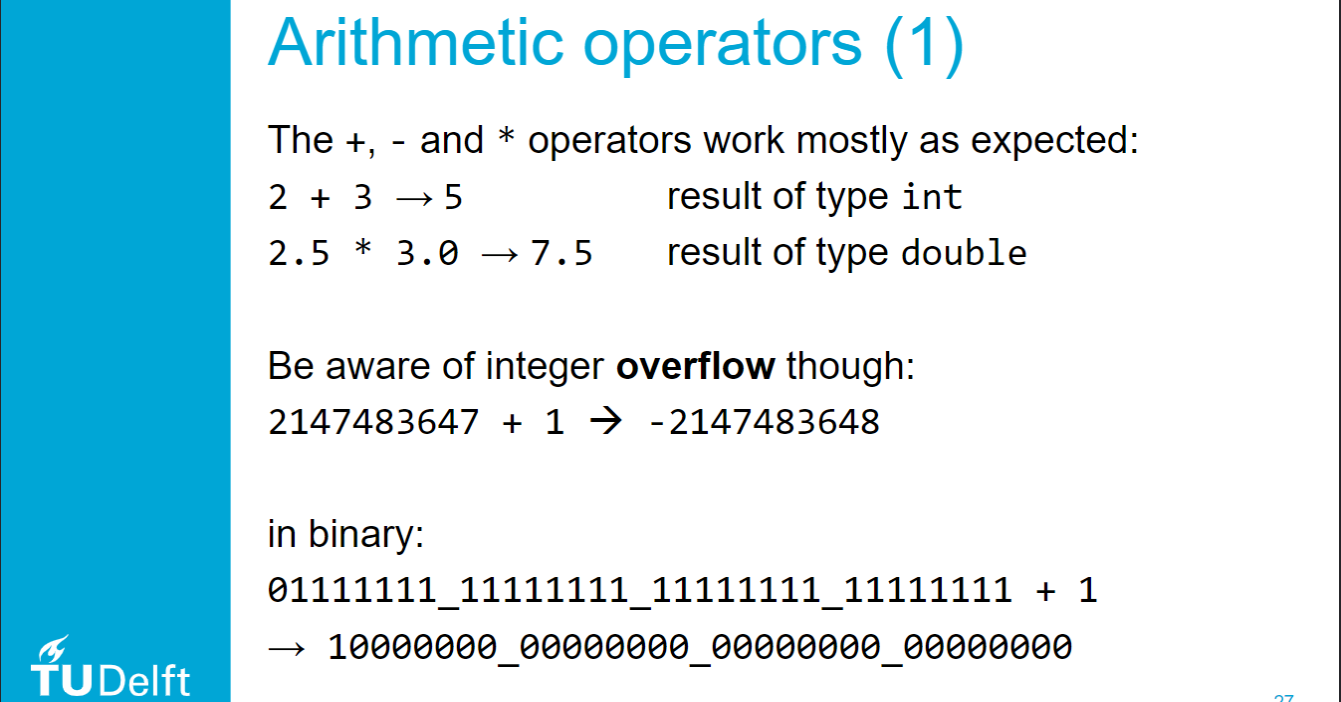 Arithmetic operators (1)
The +, - and * operators work mostly as expected:
2 + 3 → 5 result of type int
2.5 * 3.0 → 7.5 result of type double
Be aware of integer overflow though:
2147483647 + 1 → -2147483648
in binary:
01111111_11111111_11111111_11111111 + 1
→ 10000000_00000000_00000000_00000000
TU Delft
27